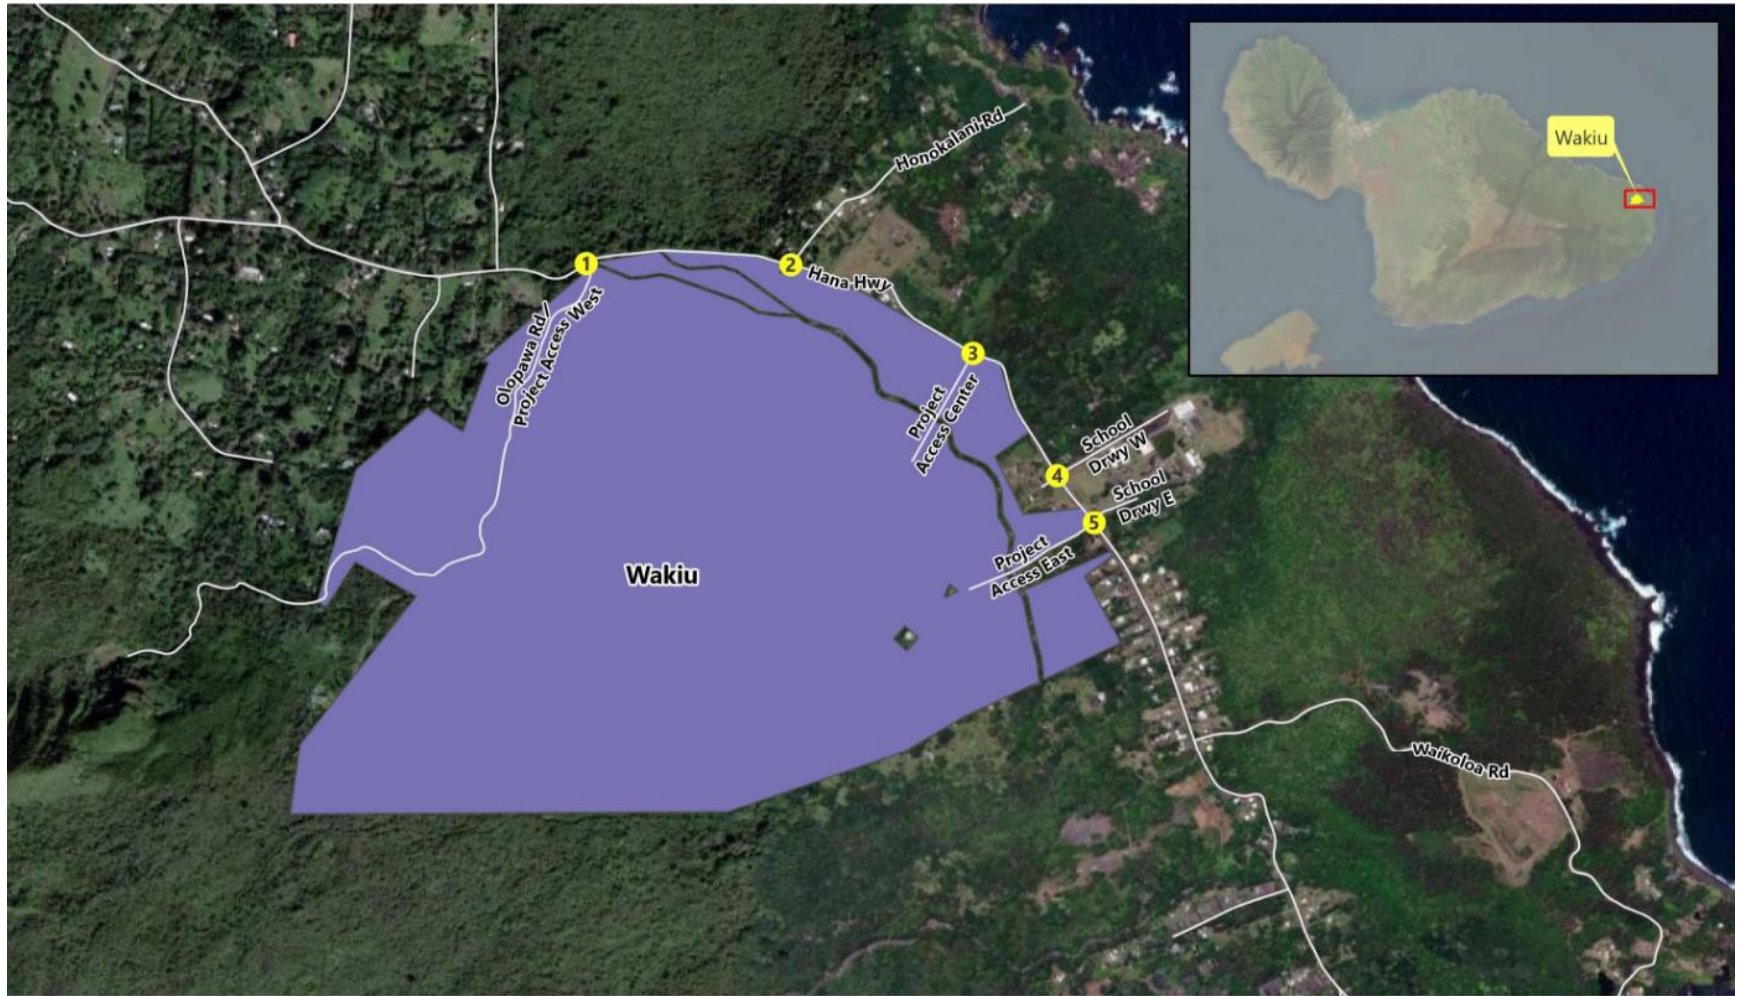 Honokalani Rd
Wakiu
1
2
Hana Hwy
Olopawa Rd/
Project Access West
3
Project
Access Center
School
Drwy W
4
School
Drwy E
5
Project
Access East
Wakiu
Waikoloa Rd